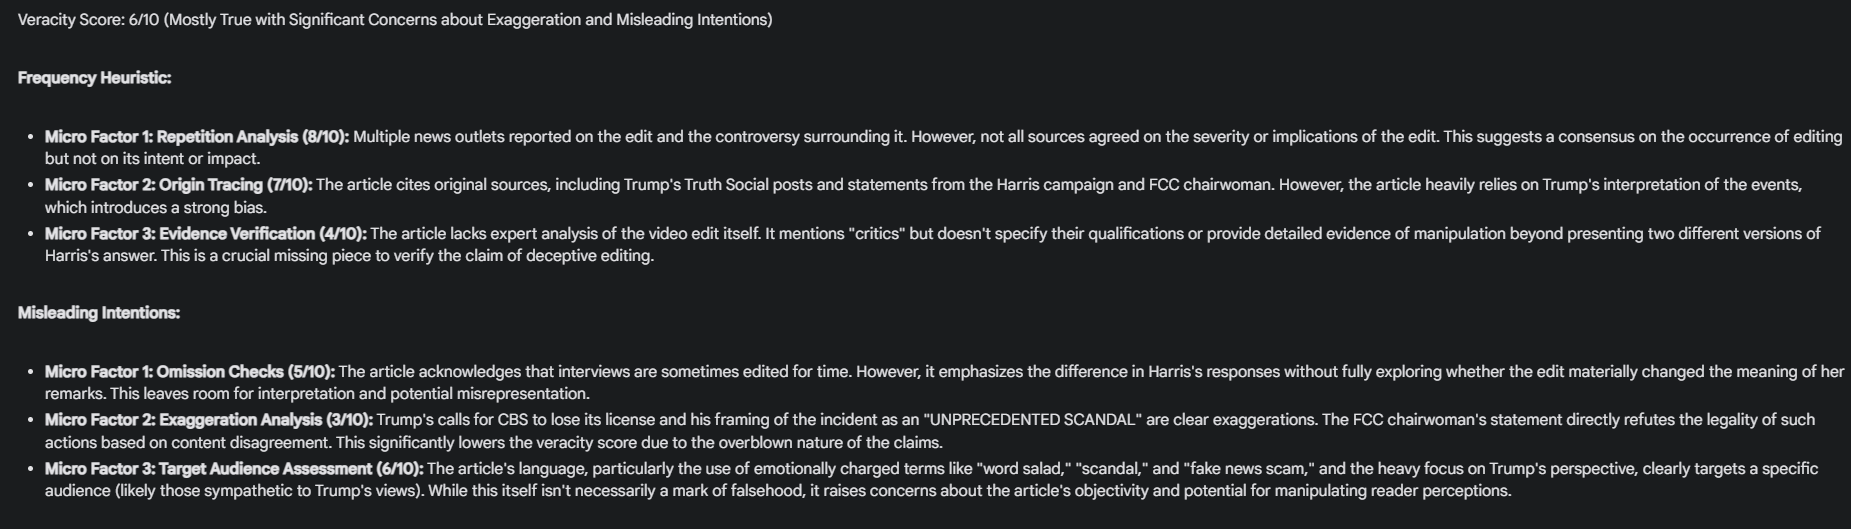 Veracity Score: 6/10 (Mostly True with Significant Concerns about Exaggeration and Misleading Intentions)
Frequency Heuristic:
• Micro Factor 1: Repetition Analysis (8/10): Multiple news outlets reported on the edit and the controversy surrounding it. However, not all sources agreed on the severity or implications of the edit. This suggests a consensus on the occurrence of editing
but not on its intent or impact.
• Micro Factor 2: Origin Tracing (7/10): The article cites original sources, including Trump's Truth Social posts and statements from the Harris campaign and FCC chairwoman. However, the article heavily relies on Trump's interpretation of the events,
which introduces a strong bias.
• Micro Factor 3: Evidence Verification (4/10): The article lacks expert analysis of the video edit itself. It mentions "critics" but doesn't specify their qualifications or provide detailed evidence of manipulation beyond presenting two different versions of
Harris's answer. This is a crucial missing piece to verify the claim of deceptive editing.
Misleading Intentions:
• Micro Factor 1: Omission Checks (5/10): The article acknowledges that interviews are sometimes edited for time. However, it emphasizes the difference in Harris's responses without fully exploring whether the edit materially changed the meaning of her
remarks. This leaves room for interpretation and potential misrepresentation.
• Micro Factor 2: Exaggeration Analysis (3/10): Trump's calls for CBS to lose its license and his framing of the incident as an "UNPRECEDENTED SCANDAL" are clear exaggerations. The FCC chairwoman's statement directly refutes the legality of such
actions based on content disagreement. This significantly lowers the veracity score due to the overblown nature of the claims.
• Micro Factor 3: Target Audience Assessment (6/10): The article's language, particularly the use of emotionally charged terms like "word salad," "scandal," and "fake news scam," and the heavy focus on Trump's perspective, clearly targets a specific
audience (likely those sympathetic to Trump's views). While this itself isn't necessarily a mark of falsehood, it raises concerns about the article's objectivity and potential for manipulating reader perceptions.